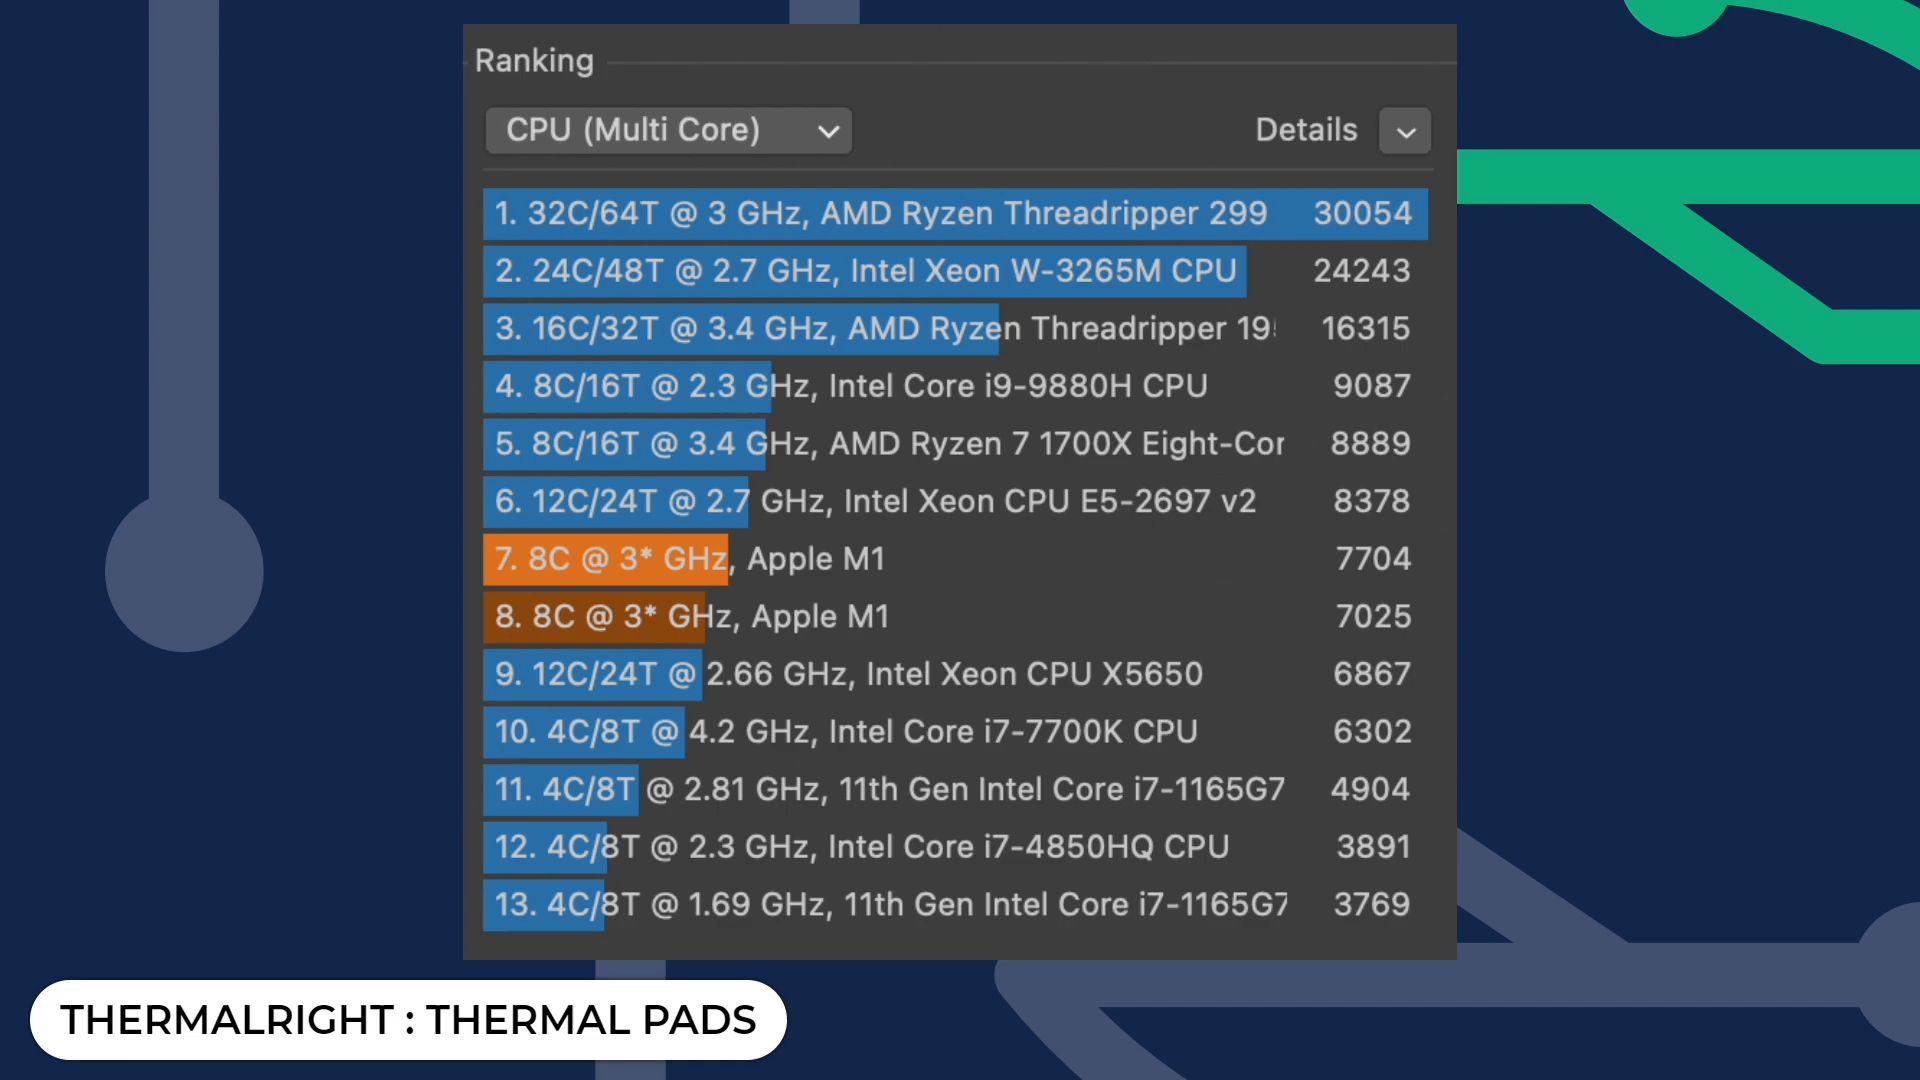 Ranking
CPU (Multi Core)
Details
1. 32C/64T @ 3 GHz, AMD Ryzen Threadripper 299 30054
2. 24C/48T @ 2.7 GHz, Intel Xeon W-3265M CPU 24243
3. 16C/32T @ 3.4 GHz, AMD Ryzen Threadripper 19 16315
4. 8C/16T @ 2.3 GHz, Intel Core i9-9880H CPU 9087
5. 8C/16T @ 3.4 GHz, AMD Ryzen 7 1700X Eight-Cor 8889
6. 12C/24T @ 2.7 GHz, Intel Xeon CPU E5-2697 v2 8378
7. 8C @ 3* GHz, Apple M1 7704
8. 8C @ 3* GHz, Apple M1 7025
9. 12C/24T @ 2.66 GHz, Intel Xeon CPU X5650 6867
10. 4C/8T @ 4.2 GHz, Intel Core i7-7700K CPU 6302
11. 4C/8T @ 2.81 GHz, 11th Gen Intel Core i7-1165G7 4904
12. 4C/8T @ 2.3 GHz, Intel Core i7-4850HQ CPU 3891
13. 4C/8T @ 1.69 GHz, 11th Gen Intel Core i7-1165G7 3769
THERMALRIGHT : THERMAL PADS